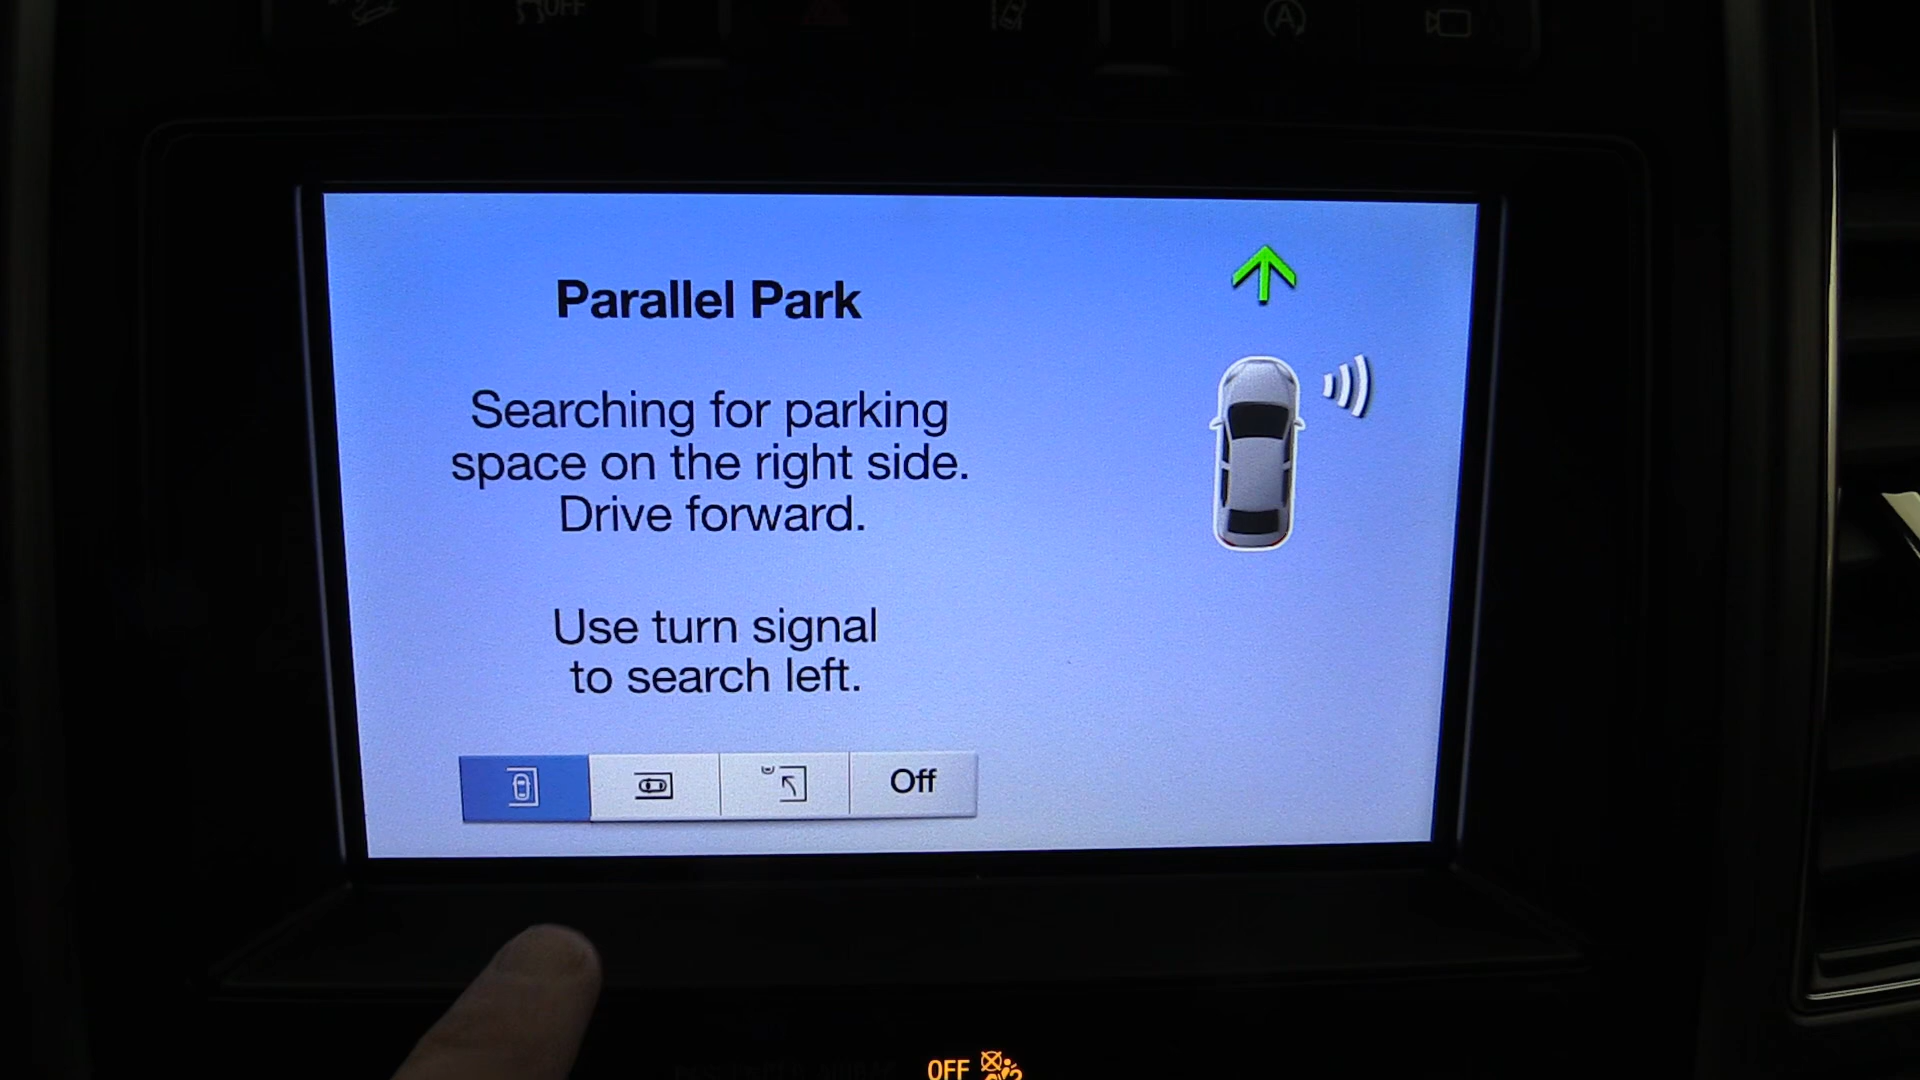 OFF
A
Parallel Park
Searching for parking
space on the right side.
Drive forward.
Use turn signal
to search left.
Off
OFF